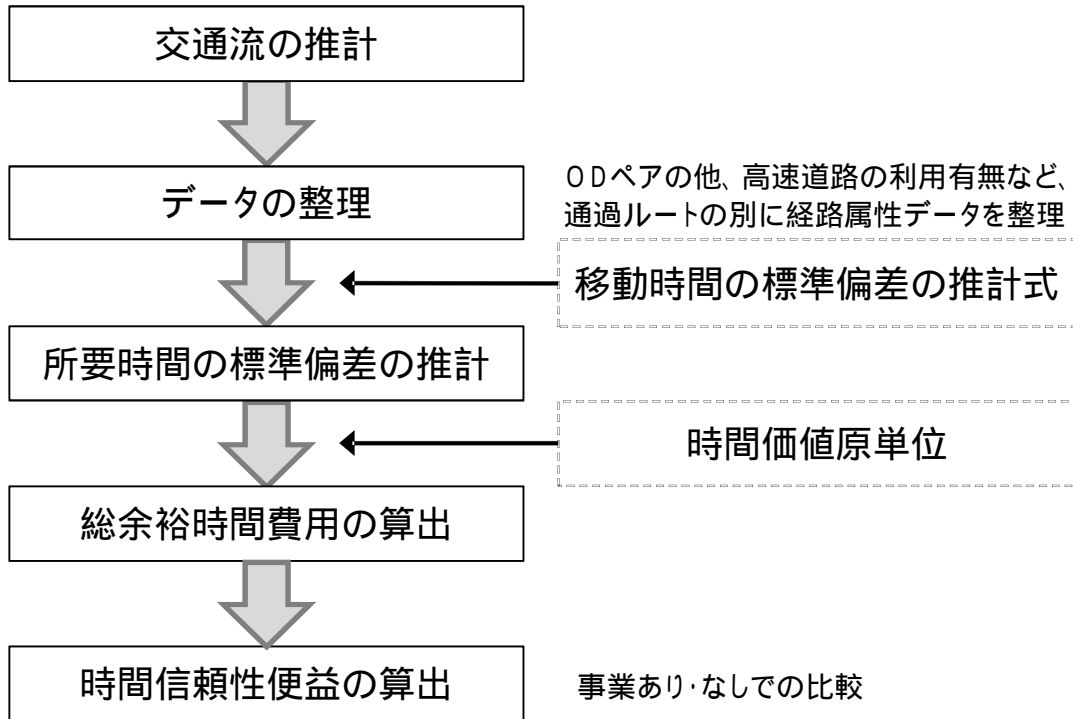 交通流の推計
データの整理
ODペアの他、高速道路の利用有無など、
通過ルートの別に経路属性データを整理
移動時間の標準偏差の推計式
所要時間の標準偏差の推計
時間価値原単位
総余裕時間費用の算出
時間信頼性便益の算出
事業あり・なしでの比較